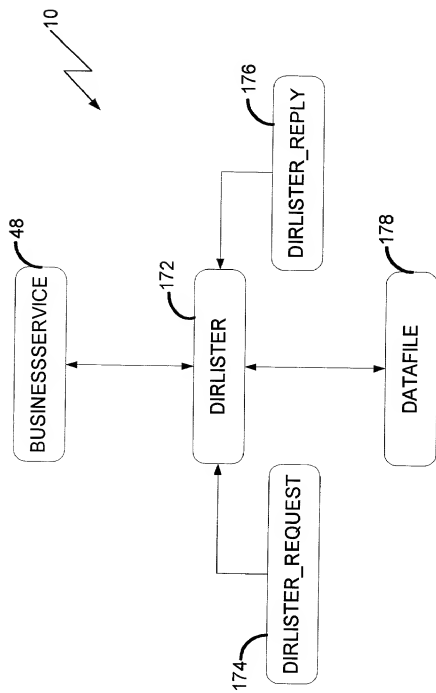 10
BUSINESSSERVICE
48
DIRLISTER
172
DIRLISTER_REQUEST
174
DIRLISTER_REPLY
176
DATAFILE
178